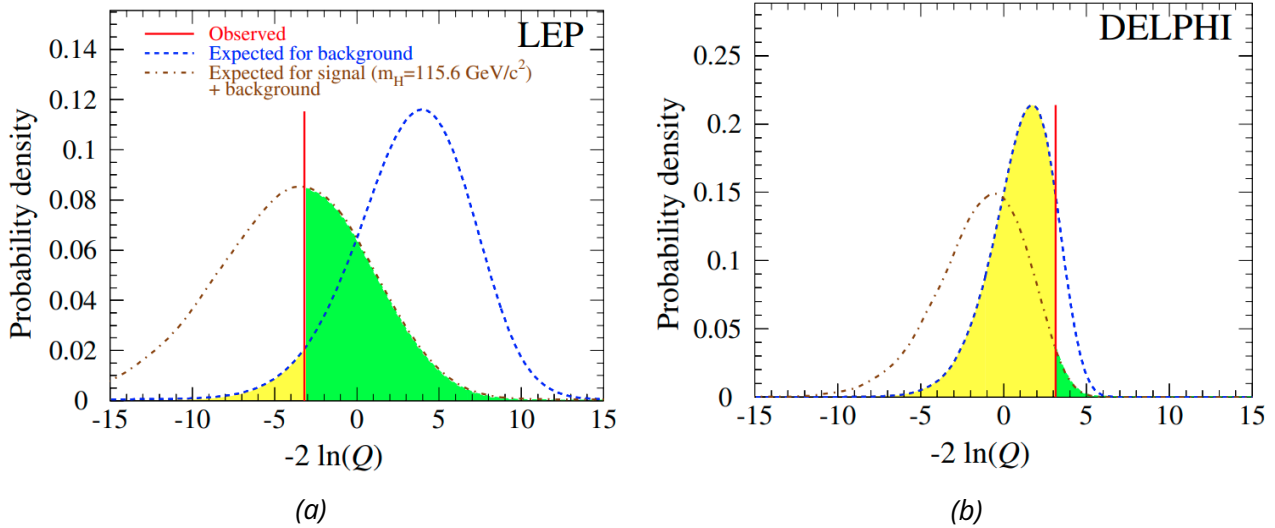 LEP
Observed
Expected for background
Expected for signal (m_H=115.6 GeV/c²)
+ background
Probability density
0.14
0.12
0.1
0.08
0.06
0.04
0.02
0
-15 -10 -5 0 5 10 15
-2 ln(Q)
(a)
DELPHI
Probability density
0.25
0.2
0.15
0.1
0.05
0
-15 -10 -5 0 5 10 15
-2 ln(Q)
(b)